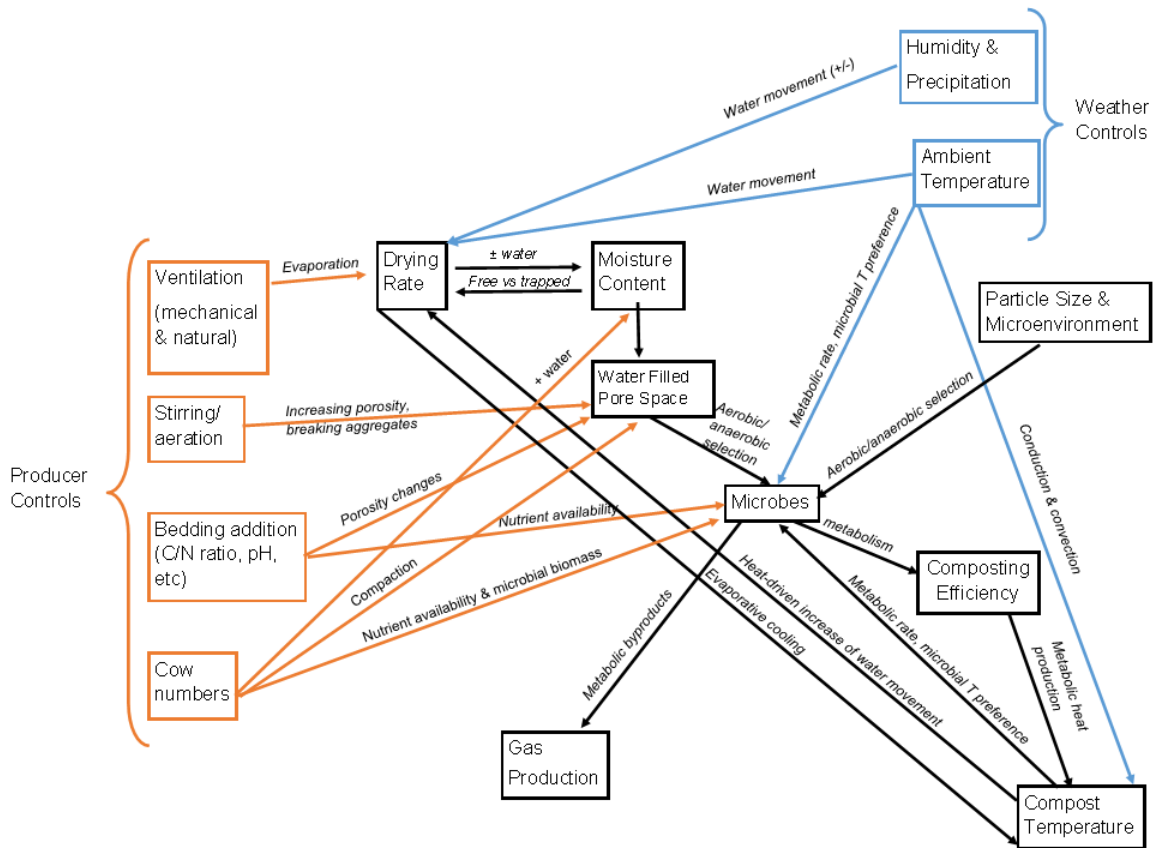 Humidity &
Precipitation
Weather
Controls
Water movement (+/-)
Ambient
Temperature
Water movement
Ventilation
(mechanical
& natural)
Evaporation
Drying
Rate
± water
Free vs trapped
Moisture
Content
Metabolic rate, microbial T preference
Particle Size &
Microenvironment
+ water
Water Filled
Pore Space
Stirring/
aeration
Increasing porosity,
breaking aggregates
Aerobic/
anaerobic
selection
Aerobic/anaerobic selection
Conduction & convection
Producer
Controls
Porosity changes
Microbes
Bedding addition
(C/N ratio, pH,
etc)
Nutrient availability
metabolism
Compaction
Nutrient availability & microbial biomass
Composting
Efficiency
Cow
numbers
Metabolic byproducts
Evaporative cooling
Heat-driven increase of water movement
Metabolic rate, microbial T preference
Metabolic heat
production
Gas
Production
Compost
Temperature